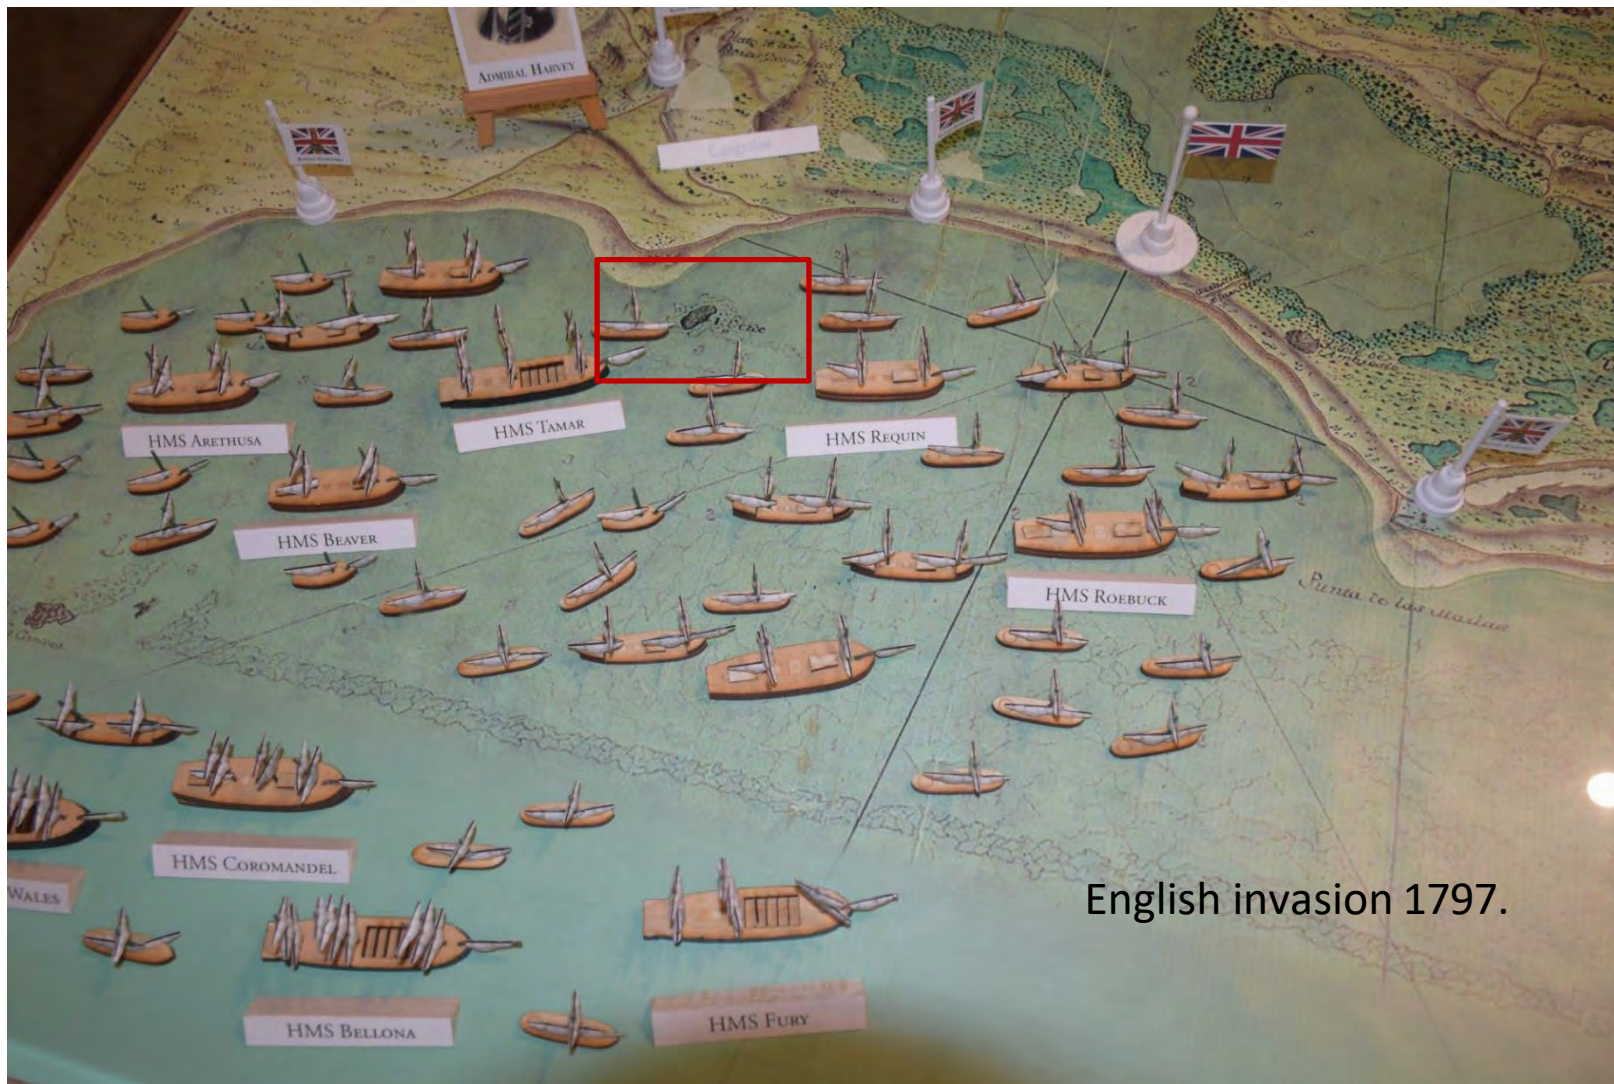 ADMIRAL HARVEY
HMS ARETHUSA
HMS TAMAR
HMS REQUIN
HMS BEAVER
HMS ROEBUCK
Punta de las
HMS COROMANDEL
WALES
English invasion 1797.
HMS BELLONA
HMS FURY